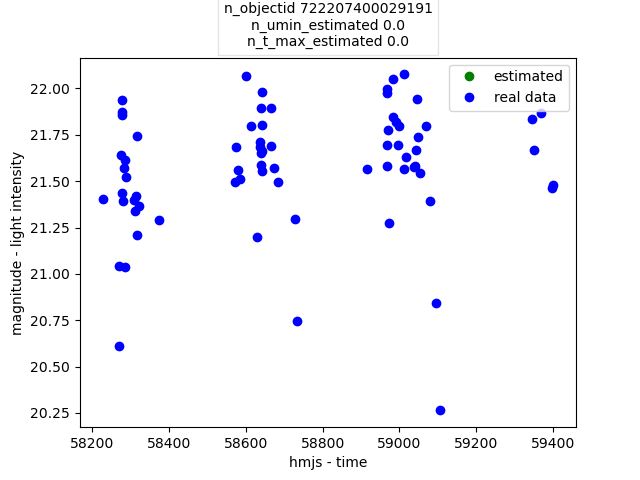 n_objectid 722207400029191
n_umin_estimated 0.0
n_t_max_estimated 0.0
estimated
real data
22.00
21.75
21.50
21.25
21.00
20.75
20.50
20.25
magnitude - light intensity
58200 58400 58600 58800 59000 59200 59400
hmjs - time